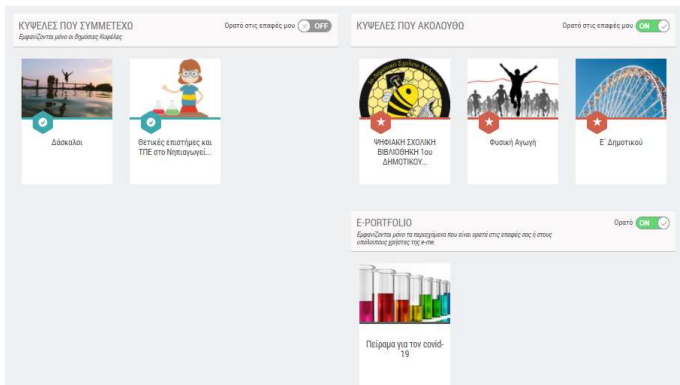 ΚΥΨΕΛΕΣ ΠΟΥ ΣΥΜΜΕΤΕΧΩ
Ορατό στις επαφές μου OFF
Εμφανίζονται μόνο οι δημόσιες Κυψέλες
Δάσκαλοι
Θετικές επιστήμες και
ΤΠΕ στο Νηπιαγωγεί...
ΚΥΨΕΛΕΣ ΠΟΥ ΑΚΟΛΟΥΘΩ
Ορατό στις επαφές μου ON
ΨΗΦΙΑΚΗ ΣΧΟΛΙΚΗ
ΒΙΒΛΙΟΘΗΚΗ 1ου
ΔΗΜΟΤΙΚΟΥ...
Φυσική Αγωγή
Ε΄ Δημοτικού
E-PORTFOLIO
Ορατό ON
Εμφανίζονται μόνο τα περιεχόμενα που είναι ορατά στις επαφές σας ή στους
υπόλοιπους χρήστες της e-me.
Πείραμα για τον covid-
19